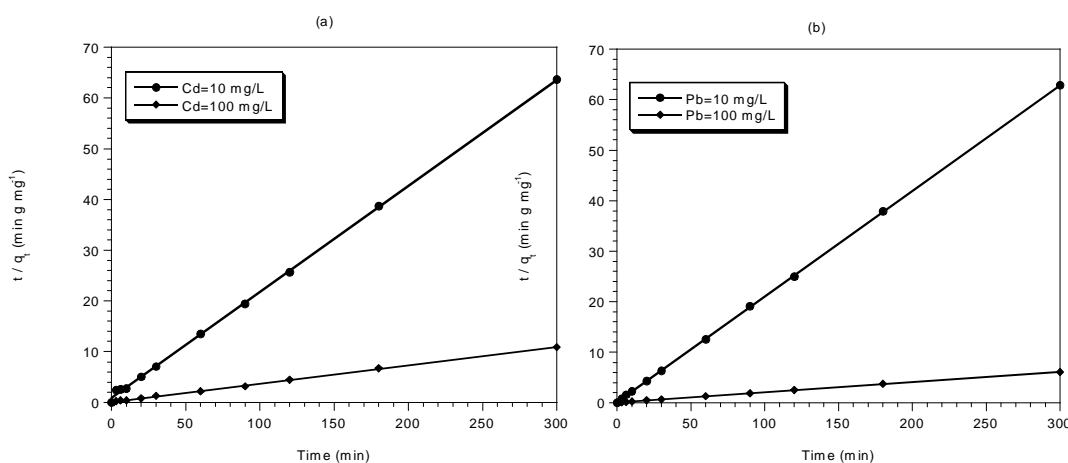 (a)
70
60
50
40
30
20
10
0
0 50 100 150 200 250 300
Cd=10 mg/L
Cd=100 mg/L
t / qt (min g mg-1)
Time (min)
(b)
70
60
50
40
30
20
10
0
0 50 100 150 200 250 300
Pb=10 mg/L
Pb=100 mg/L
t / qt (min g mg-1)
Time (min)